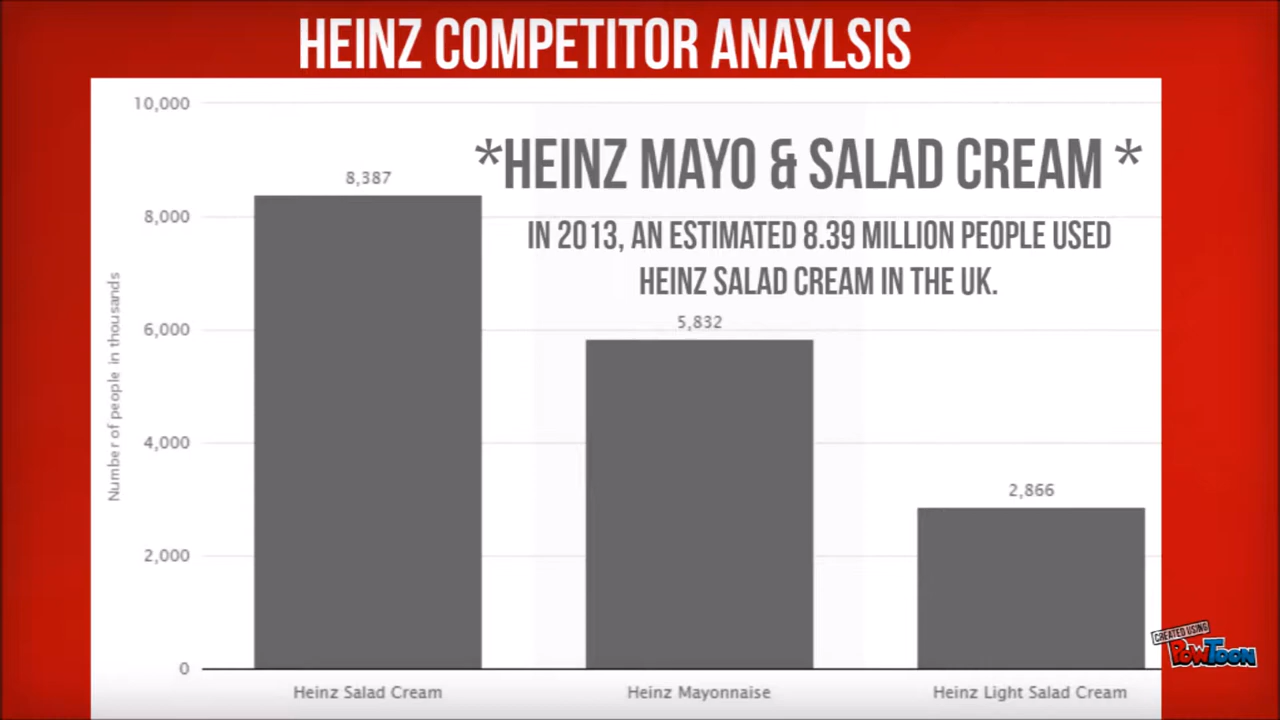 HEINZ COMPETITOR ANAYLSIS
*HEINZ MAYO & SALAD CREAM *
IN 2013, AN ESTIMATED 8.39 MILLION PEOPLE USED
HEINZ SALAD CREAM IN THE UK.
Number of people in thousands
10,000
8,000
6,000
4,000
2,000
0
8,387
5,832
2,866
Heinz Salad Cream
Heinz Mayonnaise
Heinz Light Salad Cream
CREATED USING
POWTOON